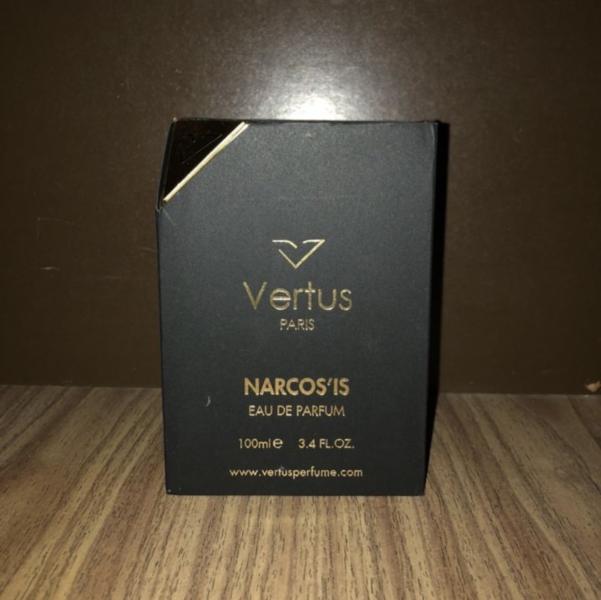 Vertus
PARIS
NARCOS'IS
EAU DE PARFUM
100ml℮ 3.4 FL.OZ.
www.vertusperfume.com